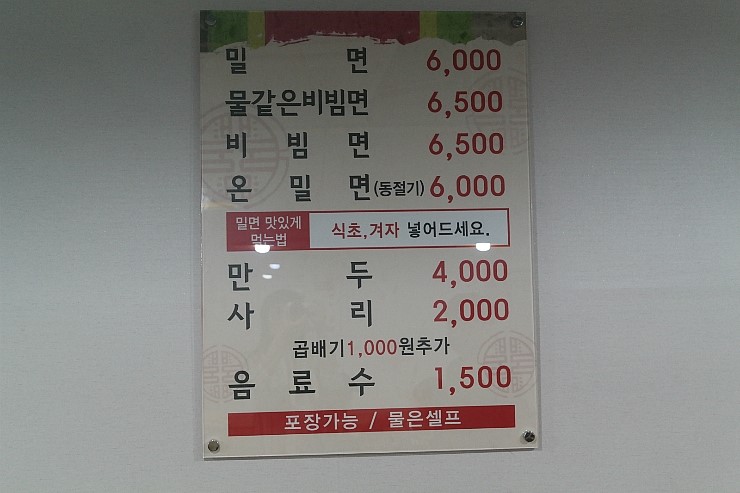 밀 면 6,000
물같은비빔면 6,500
비 빔 면 6,500
온 밀 면(동절기) 6,000
밀면 맛있게
먹는법
식초,겨자 넣어드세요.
만 두 4,000
사 리 2,000
곱배기1,000원추가
음 료 수 1,500
포장가능 / 물은셀프